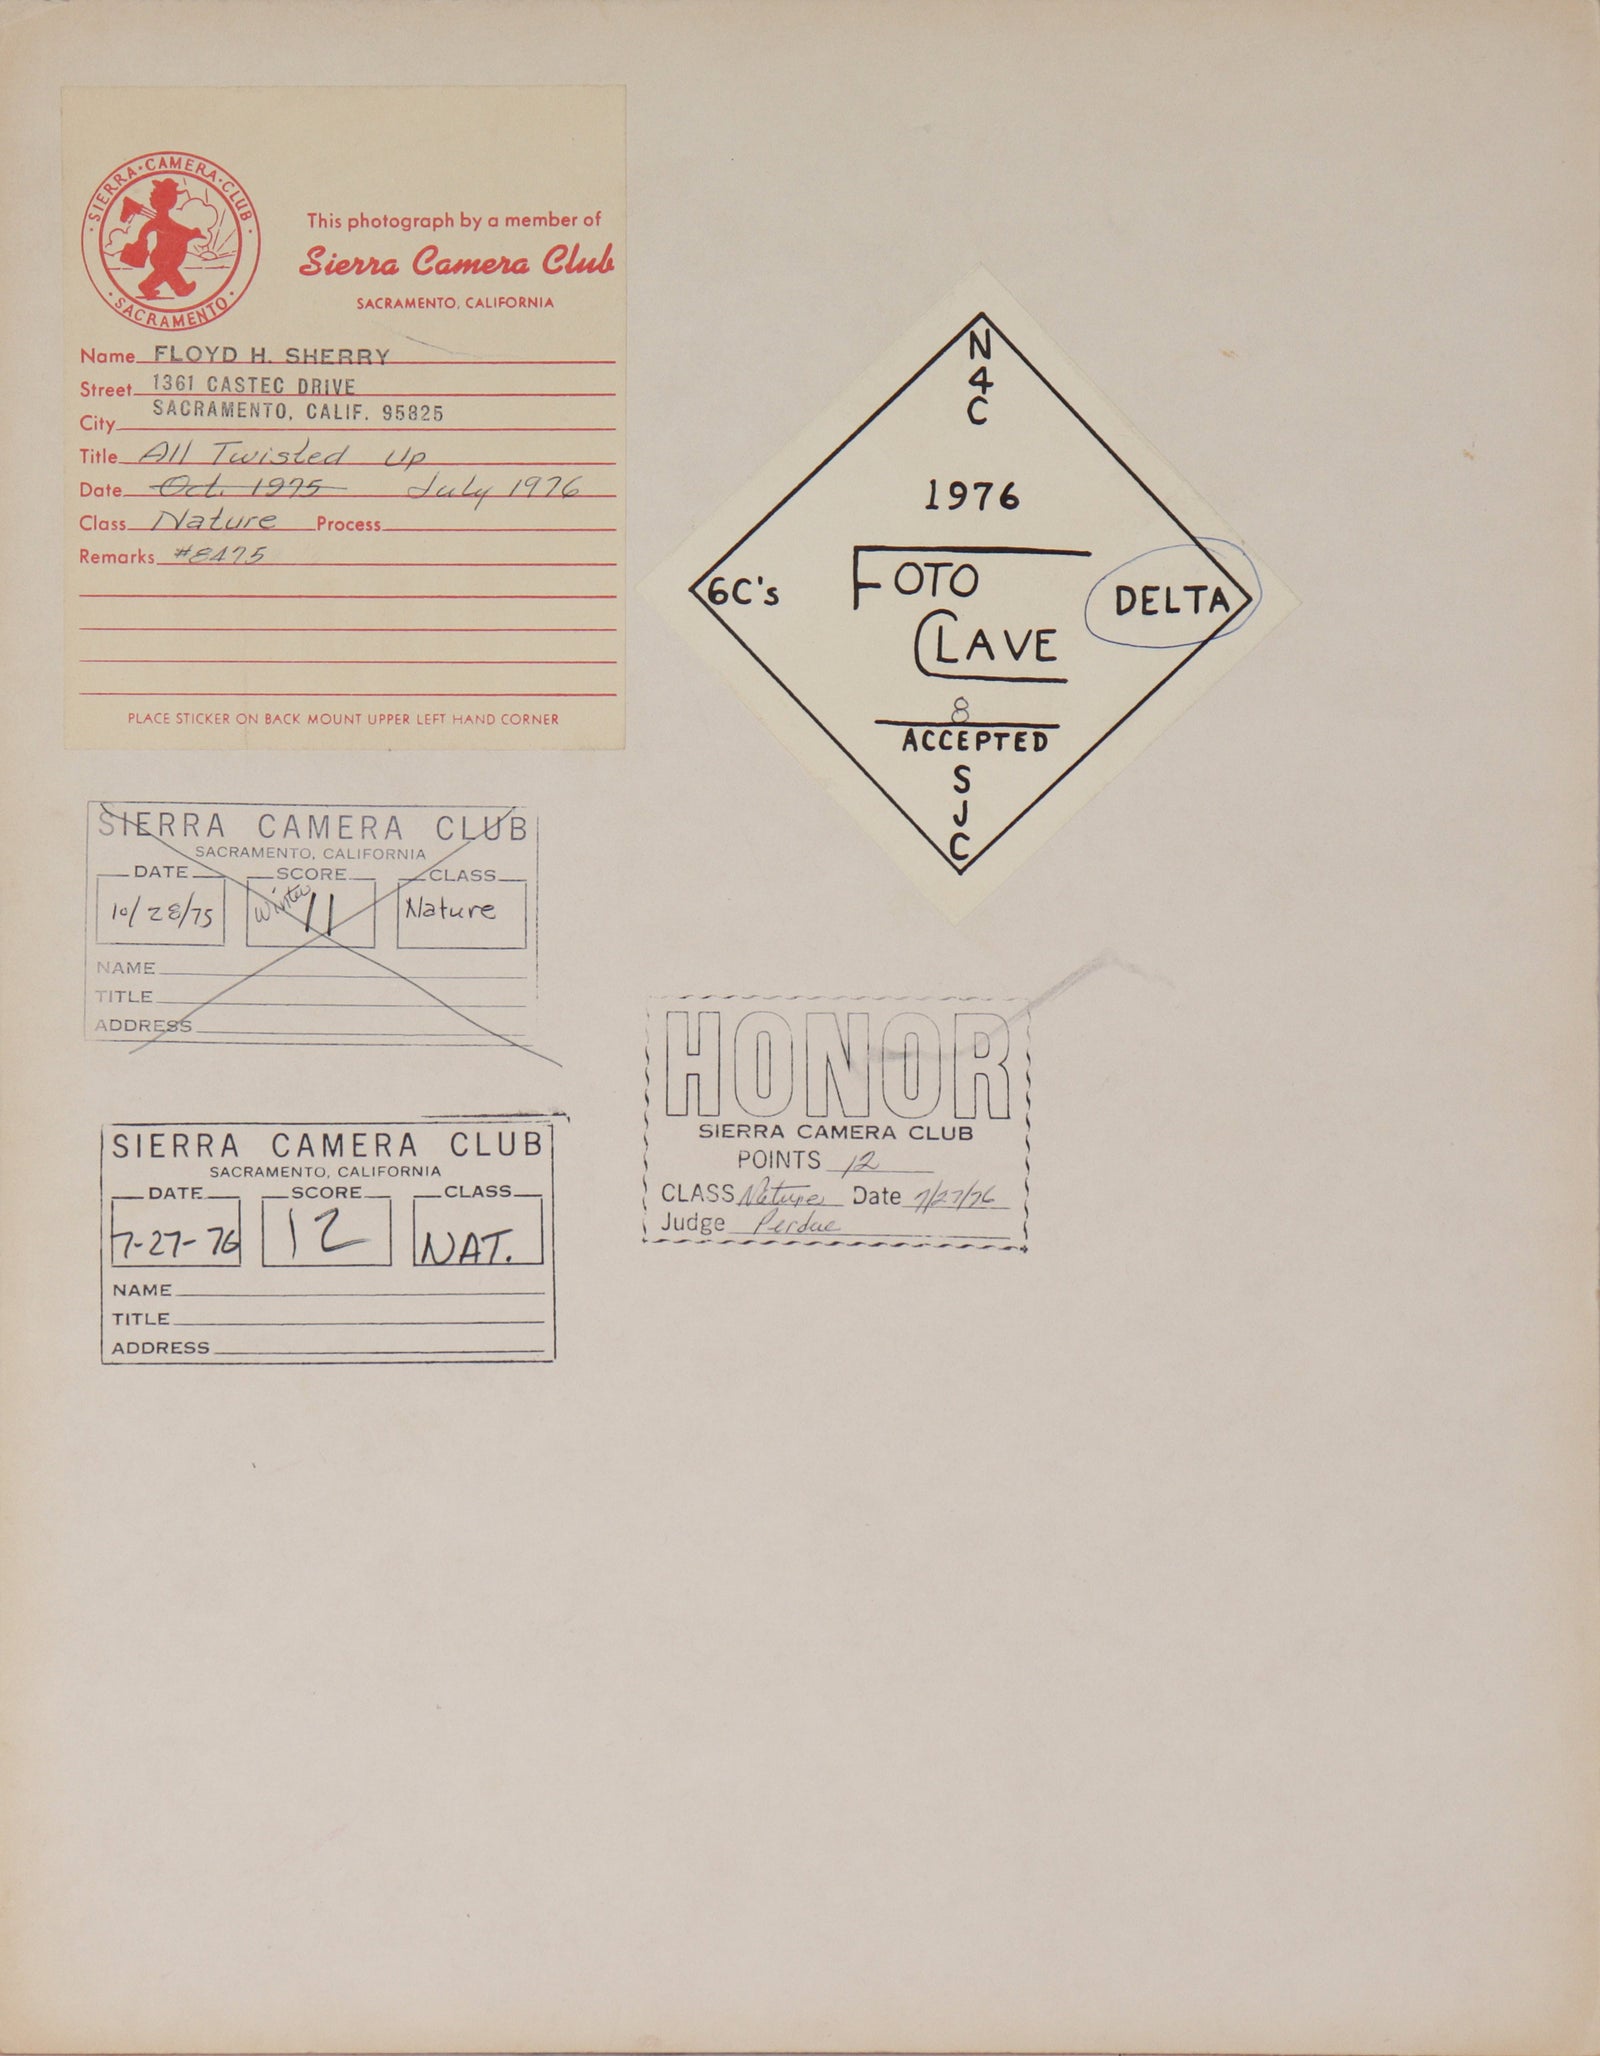 SIERRA·CAMERA·CLUB
·SACRAMENTO·
This photograph by a member of
Sierra Camera Club
SACRAMENTO, CALIFORNIA
Name FLOYD H. SHERRY
Street 1361 CASTEC DRIVE
City SACRAMENTO, CALIF. 95825
Title All Twisted Up
Date Oct. 1975 July 1976
Class Nature Process
Remarks #8475
PLACE STICKER ON BACK MOUNT UPPER LEFT HAND CORNER
N
4
C
1976
6C's
FOTO
DELTA
CLAVE
8
ACCEPTED
S
J
C
SIERRA CAMERA CLUB
SACRAMENTO, CALIFORNIA
DATE SCORE CLASS
10/28/75 Winter 11 Nature
NAME
TITLE
ADDRESS
HONOR
SIERRA CAMERA CLUB
POINTS 12
CLASS Nature Date 7/27/76
Judge Perdue
SIERRA CAMERA CLUB
SACRAMENTO, CALIFORNIA
DATE SCORE CLASS
7-27-76 12 NAT.
NAME
TITLE
ADDRESS